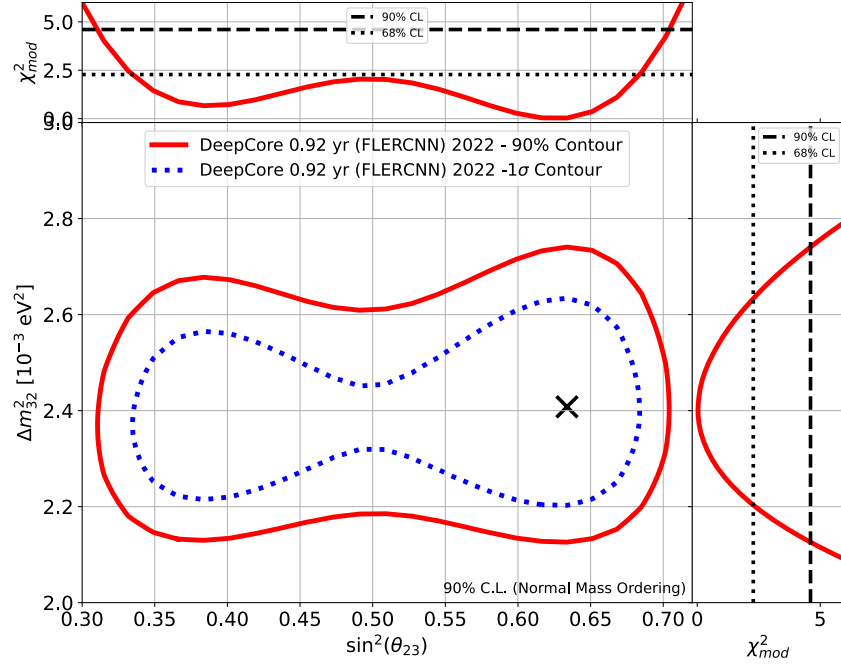 5.0
2.5
0.0
χ²mod
90% CL
68% CL
3.0
2.8
2.6
2.4
2.2
2.0
Δm²32 [10⁻³ eV²]
DeepCore 0.92 yr (FLERCNN) 2022 - 90% Contour
DeepCore 0.92 yr (FLERCNN) 2022 -1σ Contour
90% C.L. (Normal Mass Ordering)
0.30 0.35 0.40 0.45 0.50 0.55 0.60 0.65 0.70
sin²(θ23)
90% CL
68% CL
0 5
χ²mod